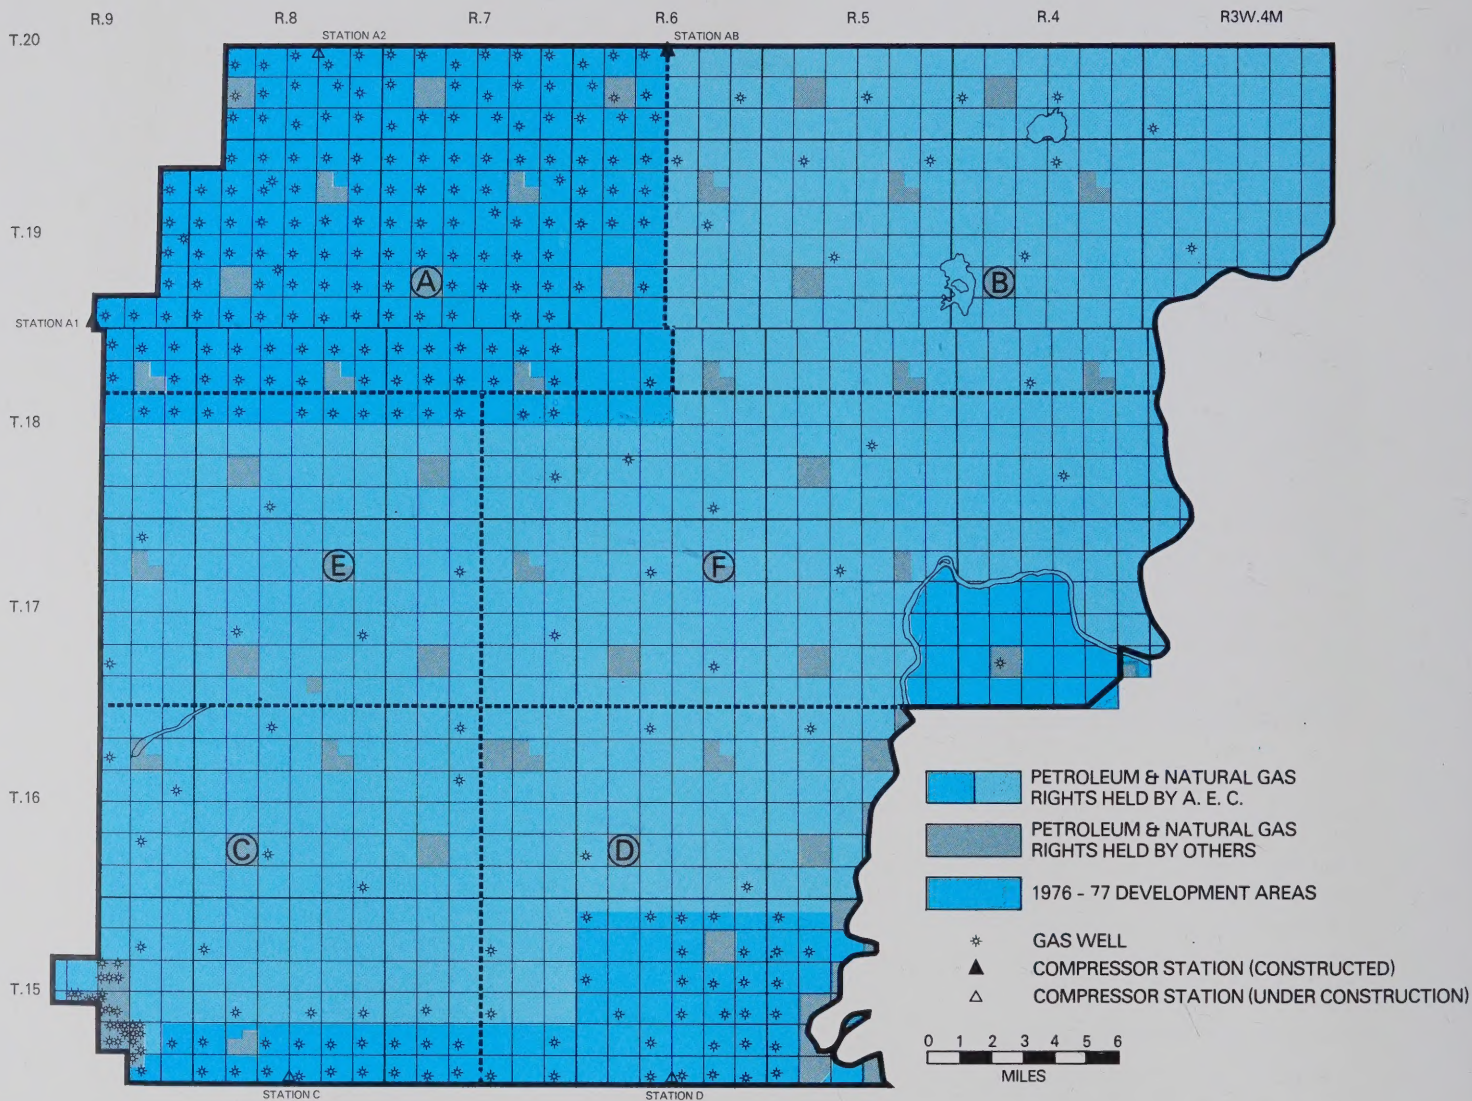 R.9 R.8 R.7 R.6 R.5 R.4 R3W.4M
T.20
STATION A2 STATION AB
T.19
A B
STATION A1
T.18
E F
T.17
T.16
C D
T.15
STATION C STATION D
PETROLEUM & NATURAL GAS
RIGHTS HELD BY A. E. C.
PETROLEUM & NATURAL GAS
RIGHTS HELD BY OTHERS
1976 - 77 DEVELOPMENT AREAS
GAS WELL
COMPRESSOR STATION (CONSTRUCTED)
COMPRESSOR STATION (UNDER CONSTRUCTION)
0 1 2 3 4 5 6
MILES